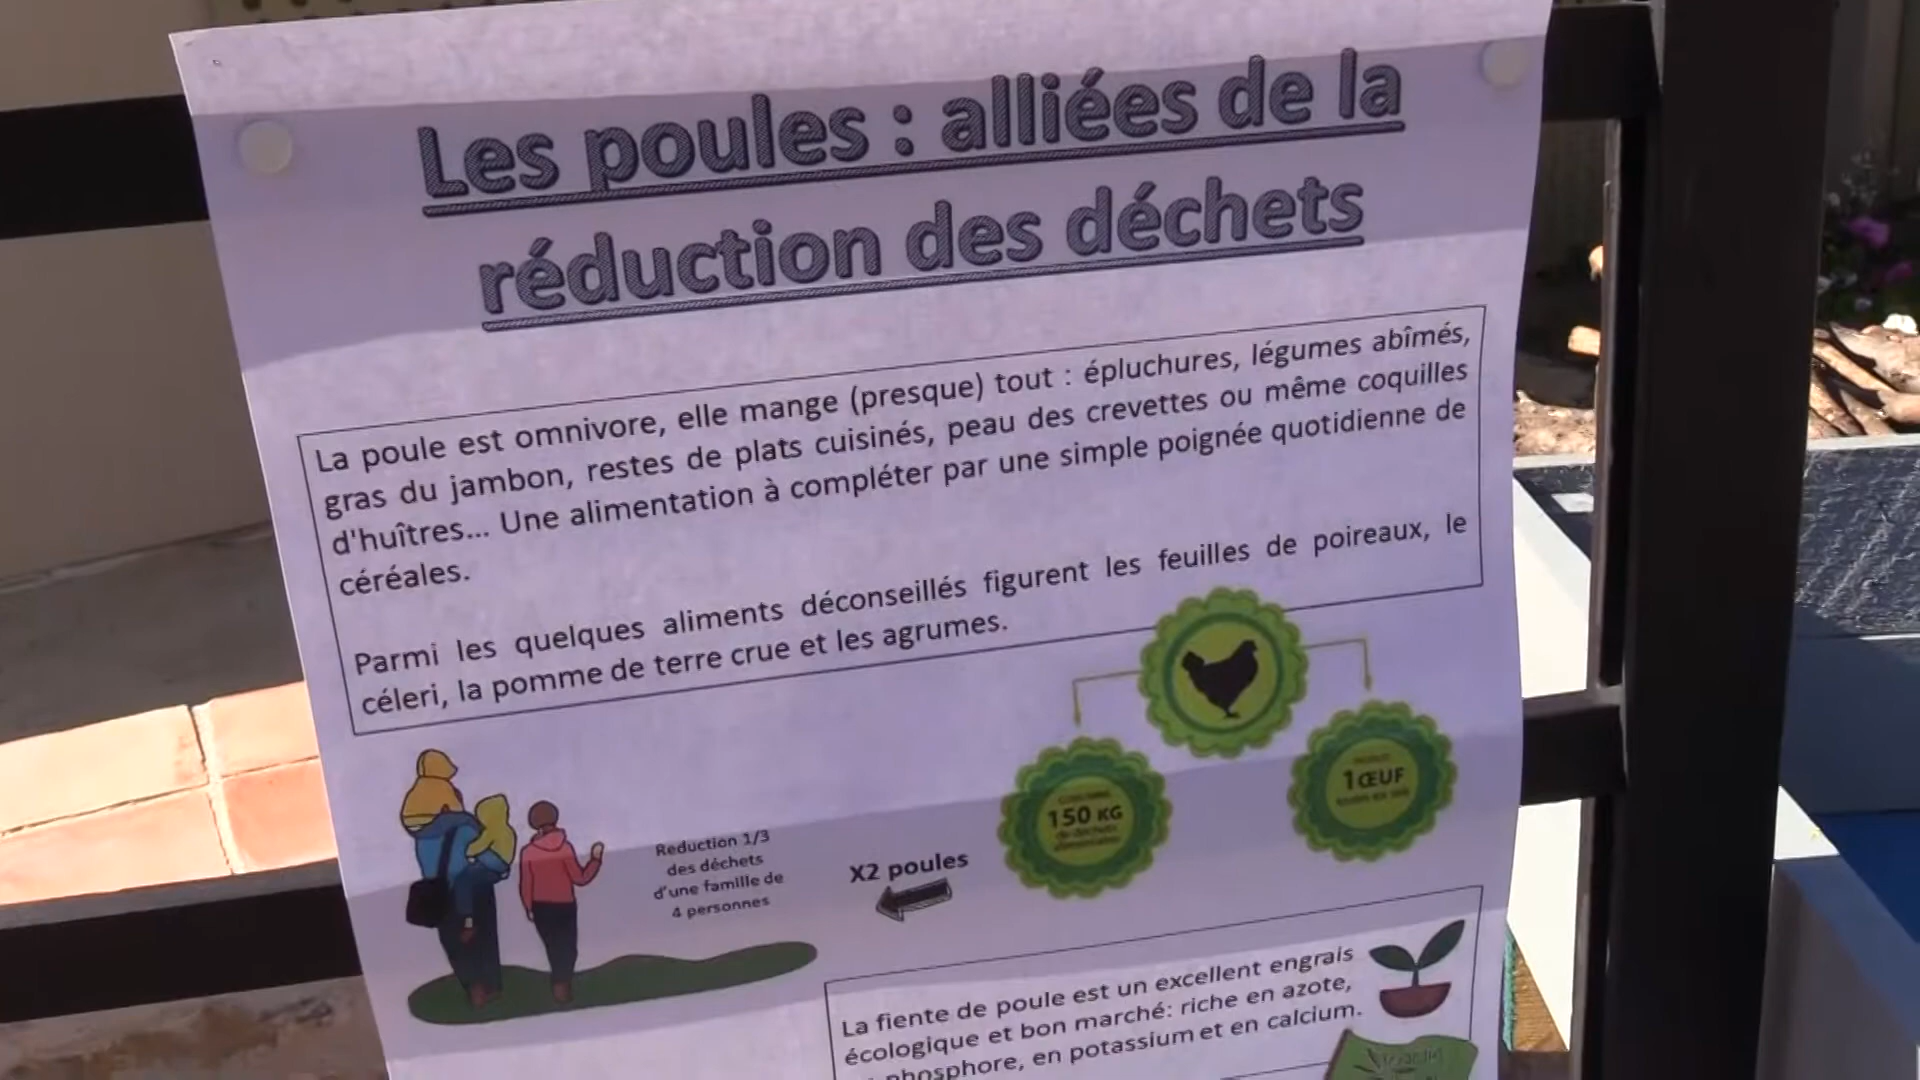 Les poules : alliées de la
réduction des déchets
La poule est omnivore, elle mange (presque) tout : épluchures, légumes abîmés,
gras du jambon, restes de plats cuisinés, peau des crevettes ou même coquilles
d'huîtres... Une alimentation à compléter par une simple poignée quotidienne de
céréales.
Parmi les quelques aliments déconseillés figurent les feuilles de poireaux, le
céleri, la pomme de terre crue et les agrumes.
150 KG
de déchets
alimentaires
1 ŒUF
Reduction 1/3
des déchets
d'une famille de
4 personnes
X2 poules
La fiente de poule est un excellent engrais
écologique et bon marché: riche en azote,
phosphore, en potassium et en calcium.